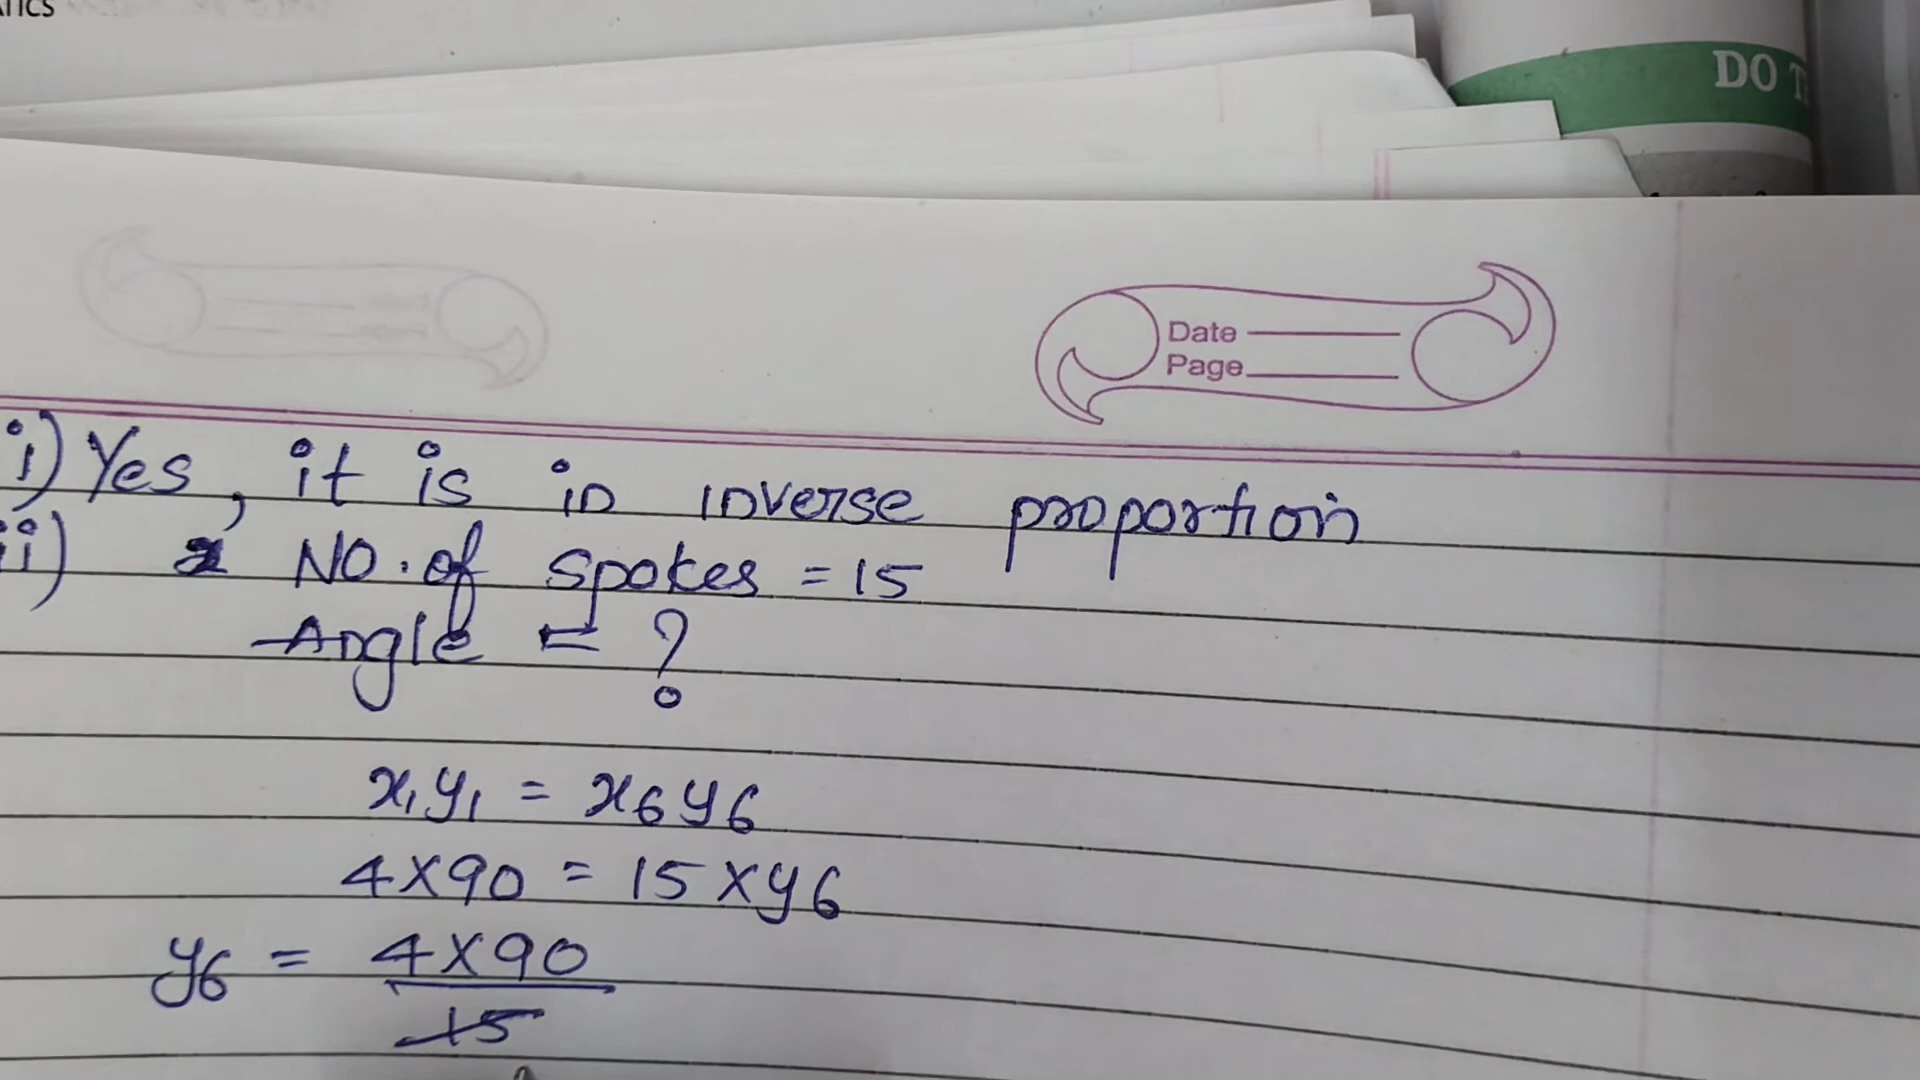 DO
Date
Page
i) Yes, it is in inverse proportion
ii) No. of spokes = 15
Angle = ?
x₁y₁ = x₆y₆
4×90 = 15×y₆
y₆ = 4×90
15